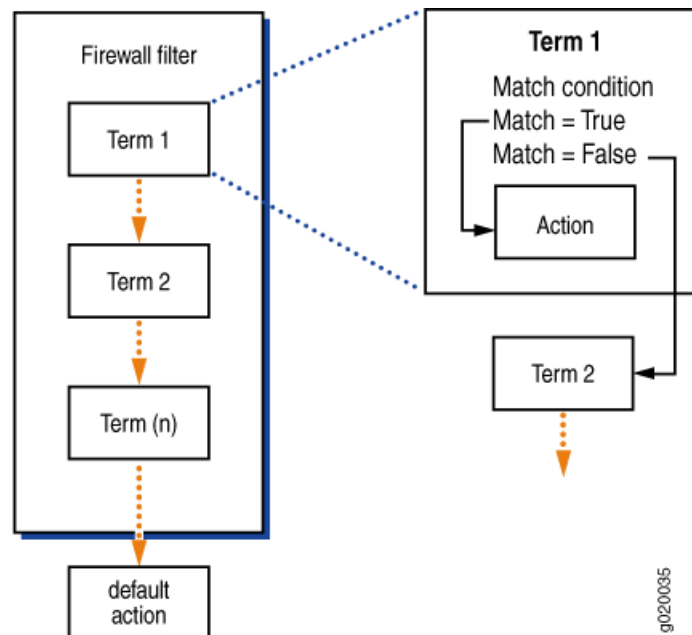 Firewall filter
Term 1
Term 2
Term (n)
default
action
Term 1
Match condition
Match = True
Match = False
Action
Term 2
g020035